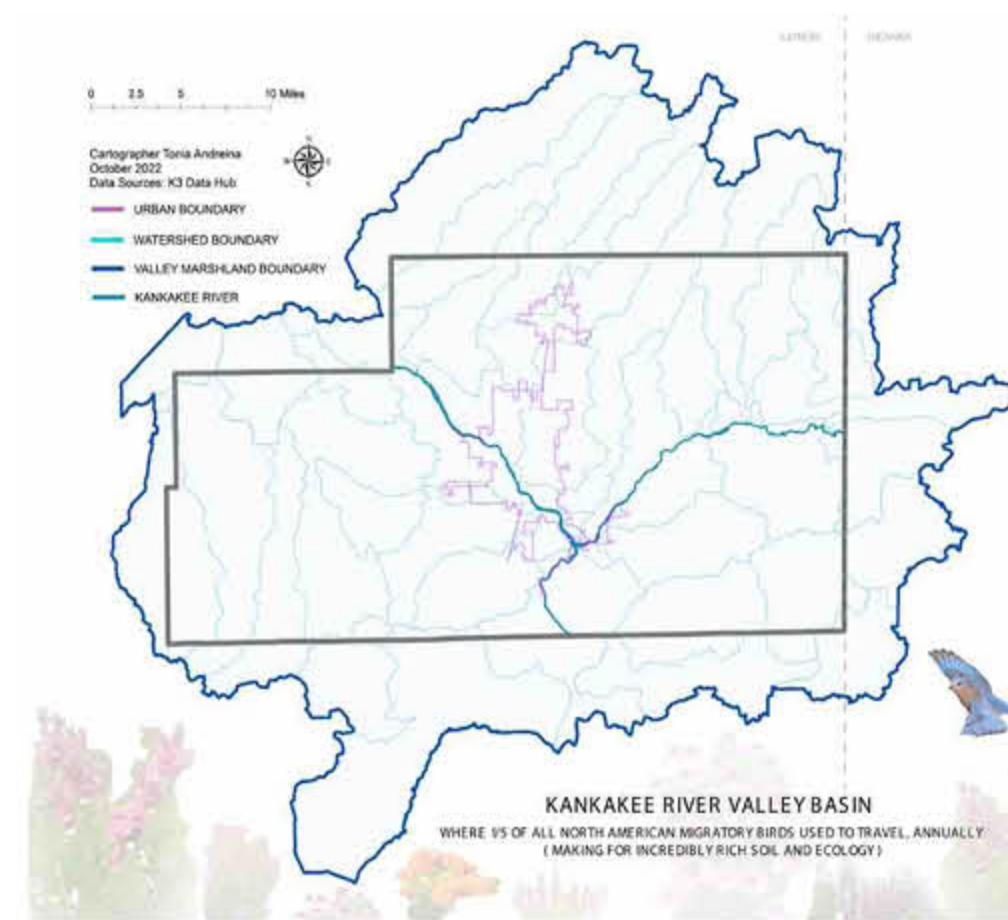 ILLINOIS INDIANA
0 2.5 5 10 Miles
Cartographer Tonia Andreina
October 2022
Data Sources: K3 Data Hub
N
W E
S
URBAN BOUNDARY
WATERSHED BOUNDARY
VALLEY MARSHLAND BOUNDARY
KANKAKEE RIVER
KANKAKEE RIVER VALLEY BASIN
WHERE 1/5 OF ALL NORTH AMERICAN MIGRATORY BIRDS USED TO TRAVEL, ANNUALLY
( MAKING FOR INCREDIBLY RICH SOIL AND ECOLOGY )